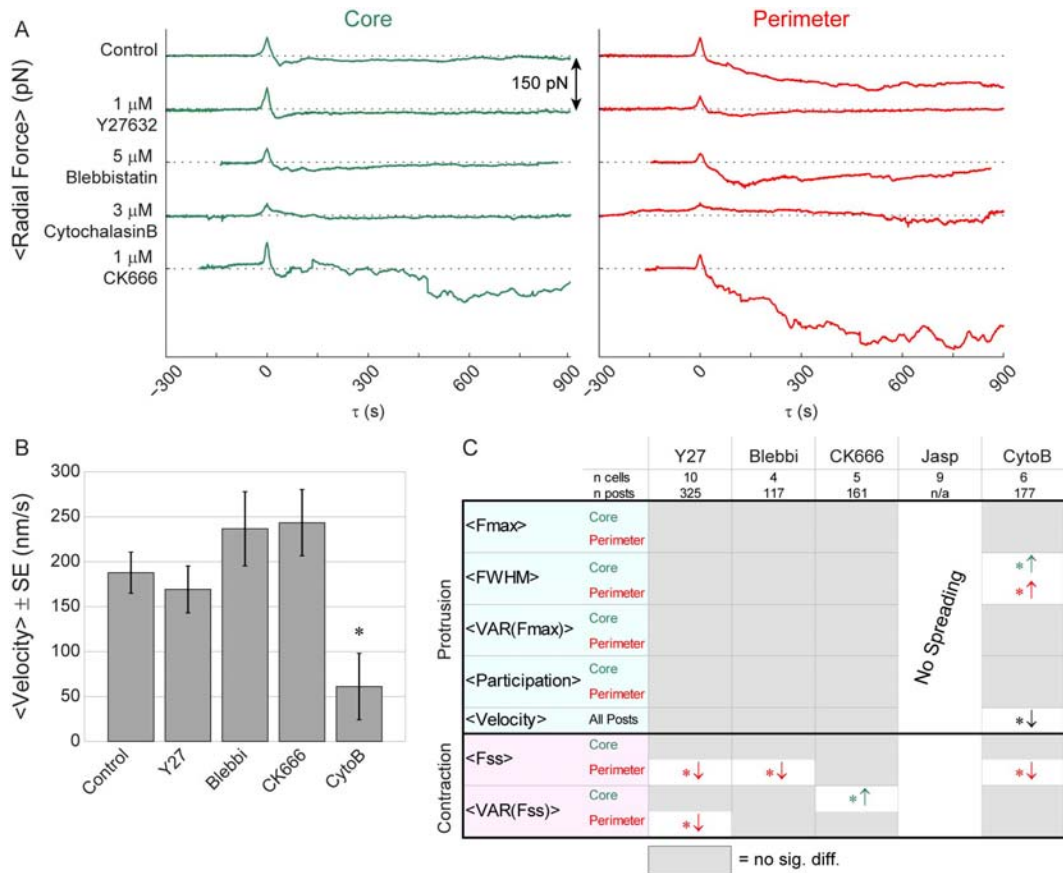 A
Core
Perimeter
<Radial Force> (pN)
Control
1 μM
Y27632
5 μM
Blebbistatin
3 μM
CytochalasinB
1 μM
CK666
150 pN
−300 0 300 600 900
τ (s)
−300 0 300 600 900
τ (s)
B
<Velocity> ± SE (nm/s)
300
250
200
150
100
50
0
*
Control Y27 Blebbi CK666 CytoB
C
Y27 Blebbi CK666 Jasp CytoB
n cells 10 4 5 9 6
n posts 325 117 161 n/a 177
Protrusion
<Fmax> Core
Perimeter
<FWHM> Core *↑
Perimeter *↑
<VAR(Fmax)> Core
Perimeter
<Participation> Core
Perimeter
<Velocity> All Posts *↓
No Spreading
Contraction
<Fss> Core
Perimeter *↓ *↓ *↓
<VAR(Fss)> Core *↑
Perimeter *↓
= no sig. diff.